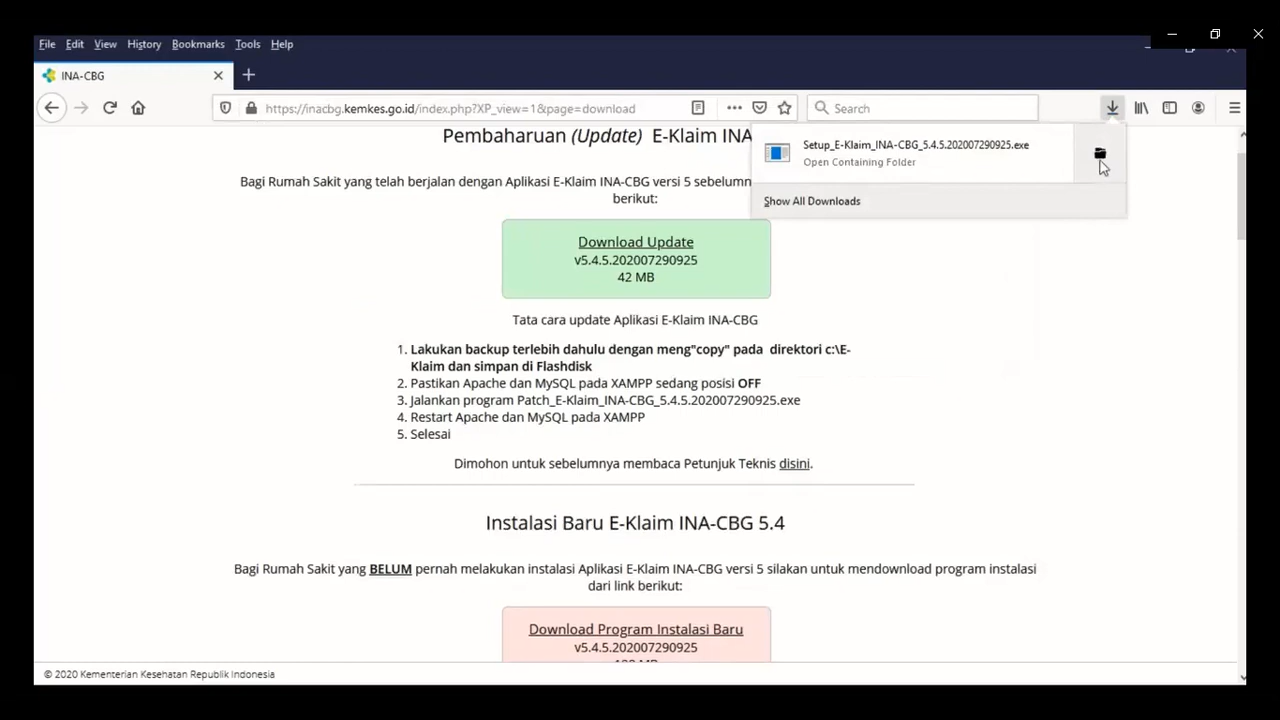 File Edit View History Bookmarks Tools Help
INA-CBG
https://inacbg.kemkes.go.id/index.php?XP_view=1&page=download
Search
Setup_E-Klaim_INA-CBG_5.4.5.202007290925.exe
Open Containing Folder
Show All Downloads
Pembaharuan (Update) E-Klaim INA
Bagi Rumah Sakit yang telah berjalan dengan Aplikasi E-Klaim INA-CBG versi 5 sebelumn
berikut:
Download Update
v5.4.5.202007290925
42 MB
Tata cara update Aplikasi E-Klaim INA-CBG
1. Lakukan backup terlebih dahulu dengan meng"copy" pada direktori c:\E-
Klaim dan simpan di Flashdisk
2. Pastikan Apache dan MySQL pada XAMPP sedang posisi OFF
3. Jalankan program Patch_E-Klaim_INA-CBG_5.4.5.202007290925.exe
4. Restart Apache dan MySQL pada XAMPP
5. Selesai
Dimohon untuk sebelumnya membaca Petunjuk Teknis disini.
Instalasi Baru E-Klaim INA-CBG 5.4
Bagi Rumah Sakit yang BELUM pernah melakukan instalasi Aplikasi E-Klaim INA-CBG versi 5 silakan untuk mendownload program instalasi
dari link berikut:
Download Program Instalasi Baru
v5.4.5.202007290925
© 2020 Kementerian Kesehatan Republik Indonesia